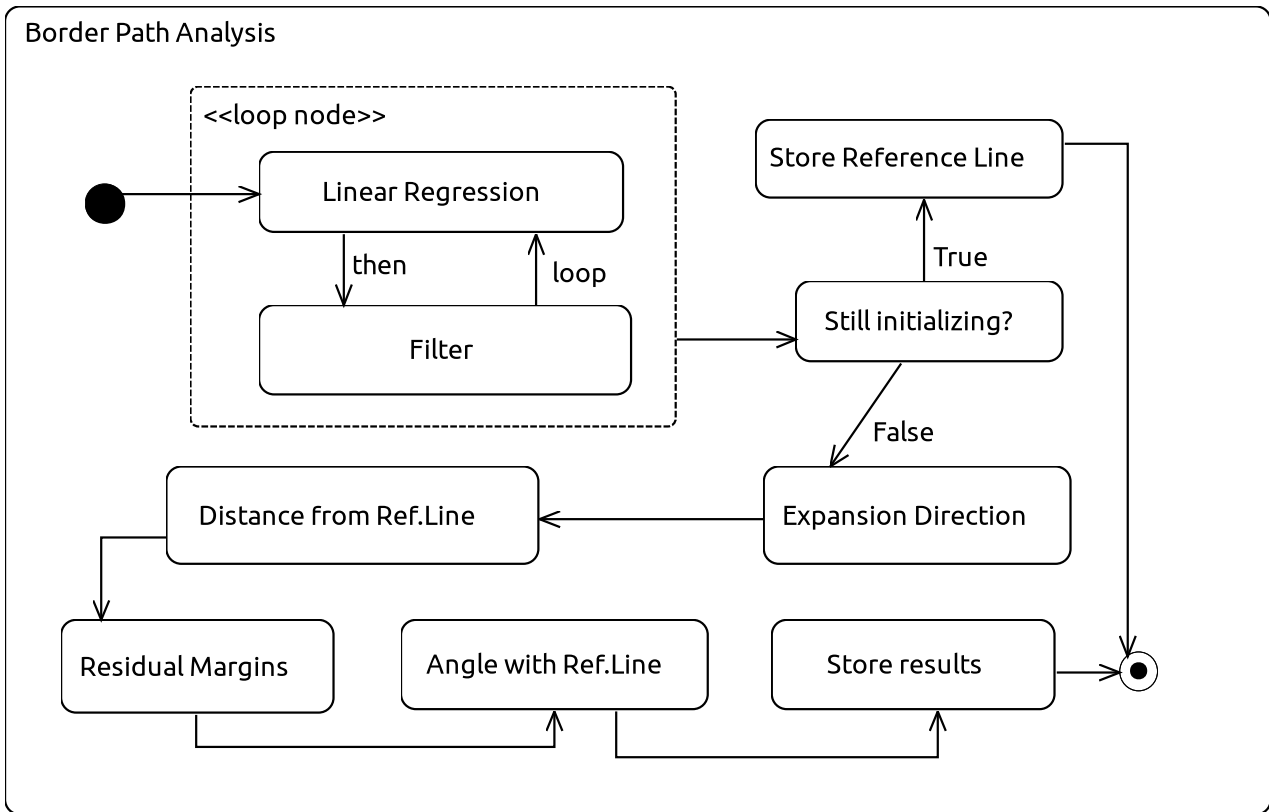 Border Path Analysis
<<loop node>>
Linear Regression
then
loop
Filter
Store Reference Line
True
Still initializing?
False
Expansion Direction
Distance from Ref.Line
Residual Margins
Angle with Ref.Line
Store results